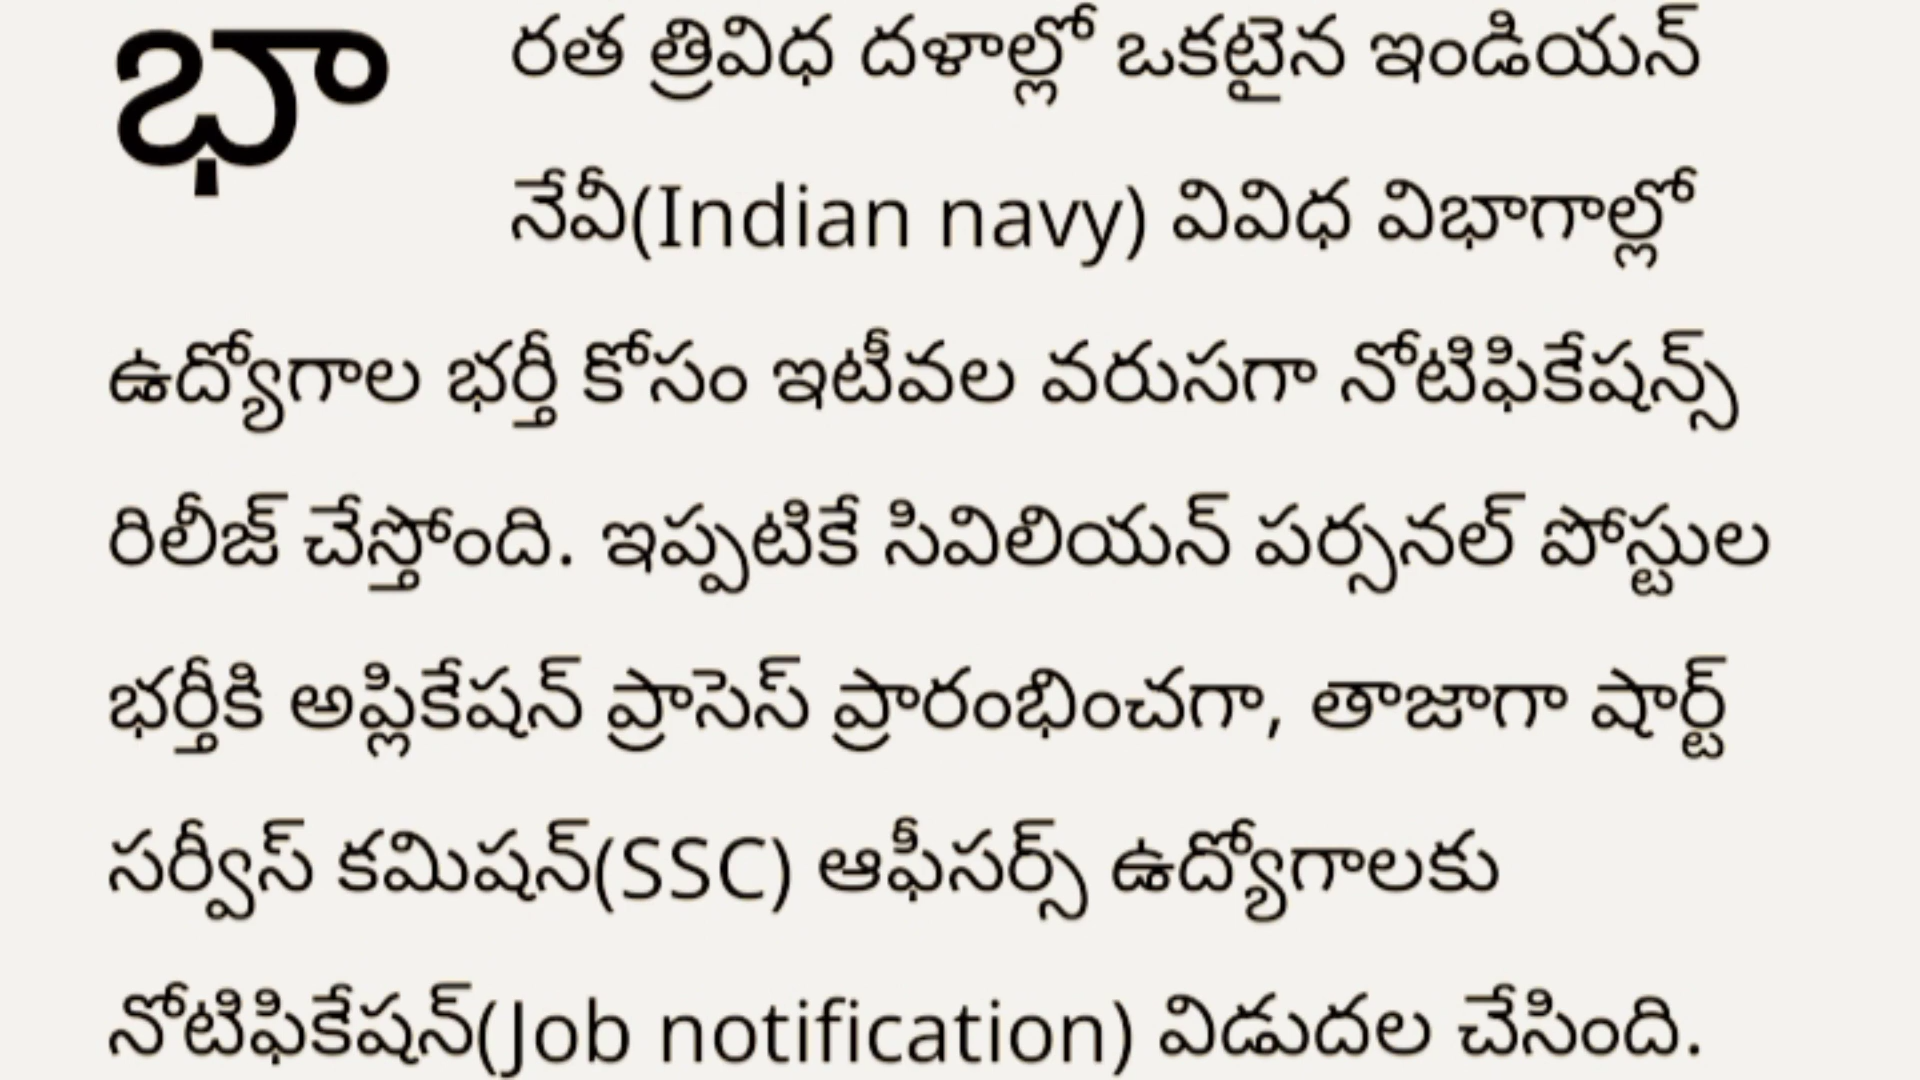 భారత త్రివిధ దళాల్లో ఒకటైన ఇండియన్
నేవీ(Indian navy) వివిధ విభాగాల్లో
ఉద్యోగాల భర్తీ కోసం ఇటీవల వరుసగా నోటిఫికేషన్స్
రిలీజ్ చేస్తోంది. ఇప్పటికే సివిలియన్ పర్సనల్ పోస్టుల
భర్తీకి అప్లికేషన్ ప్రాసెస్ ప్రారంభించగా, తాజాగా షార్ట్
సర్వీస్ కమిషన్(SSC) ఆఫీసర్స్ ఉద్యోగాలకు
నోటిఫికేషన్(Job notification) విడుదల చేసింది.